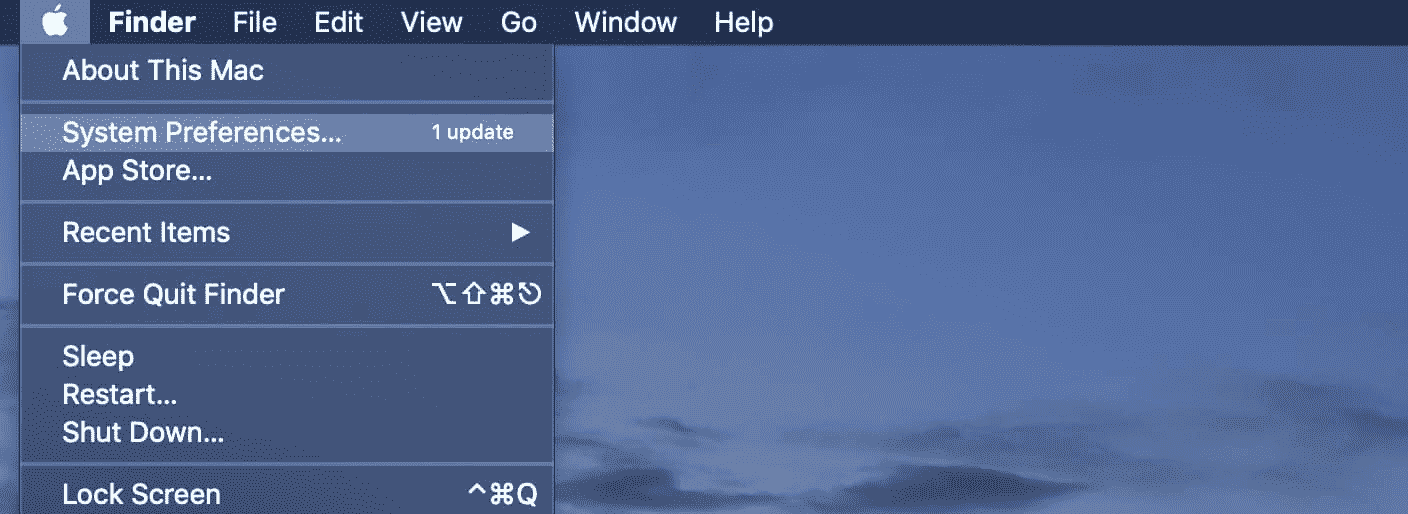 Finder File Edit View Go Window Help
About This Mac
System Preferences... 1 update
App Store...
Recent Items ▶
Force Quit Finder ⌥⇧⌘⎋
Sleep
Restart...
Shut Down...
Lock Screen ^⌘Q